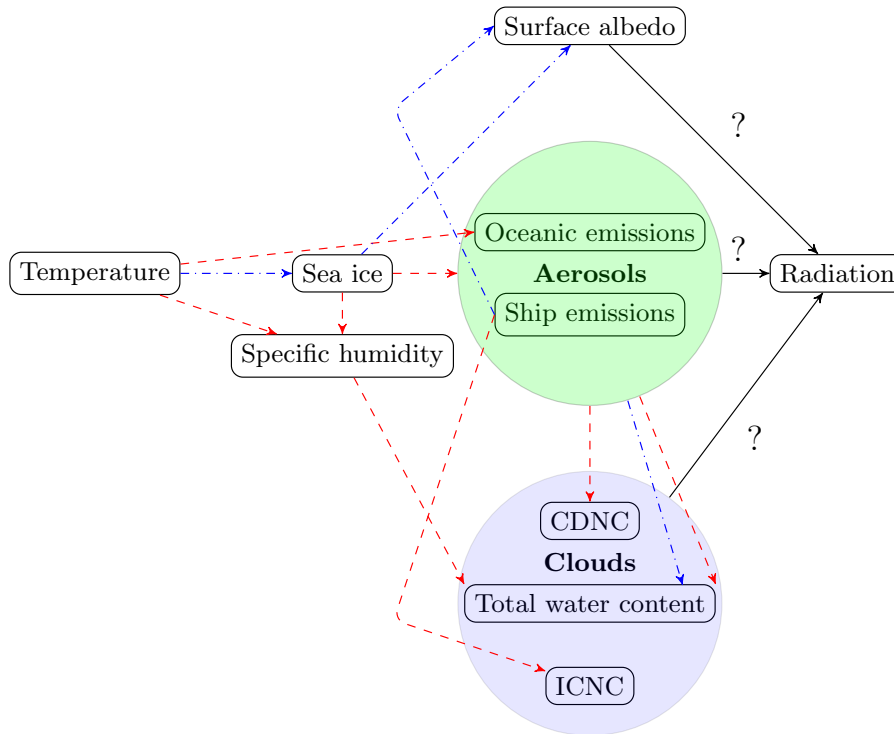 Surface albedo
?
Oceanic emissions
?
Temperature
Sea ice
Aerosols
Radiation
Ship emissions
Specific humidity
?
CDNC
Clouds
Total water content
ICNC